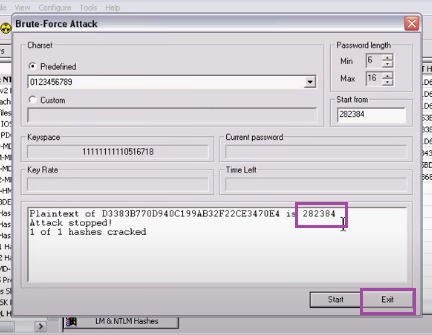 File View Configure Tools Help
Brute-Force Attack
Charset
Predefined
0123456789
Custom
Password length
Min 6
Max 16
Start from
282384
Keyspace
11111111110516718
Current password
Key Rate
Time Left
Plaintext of D3383B770D940C199AB32F22CE3470E4 is 282384
Attack stopped!
1 of 1 hashes cracked
Start Exit
LM & NTLM Hashes